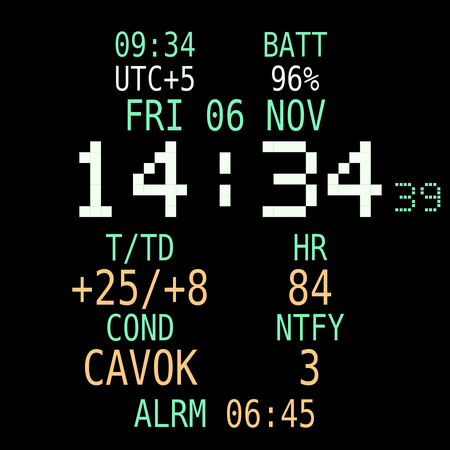 09:34 BATT
UTC+5 96%
FRI 06 NOV
14:34 39
T/TD HR
+25/+8 84
COND NTFY
CAVOK 3
ALRM 06:45